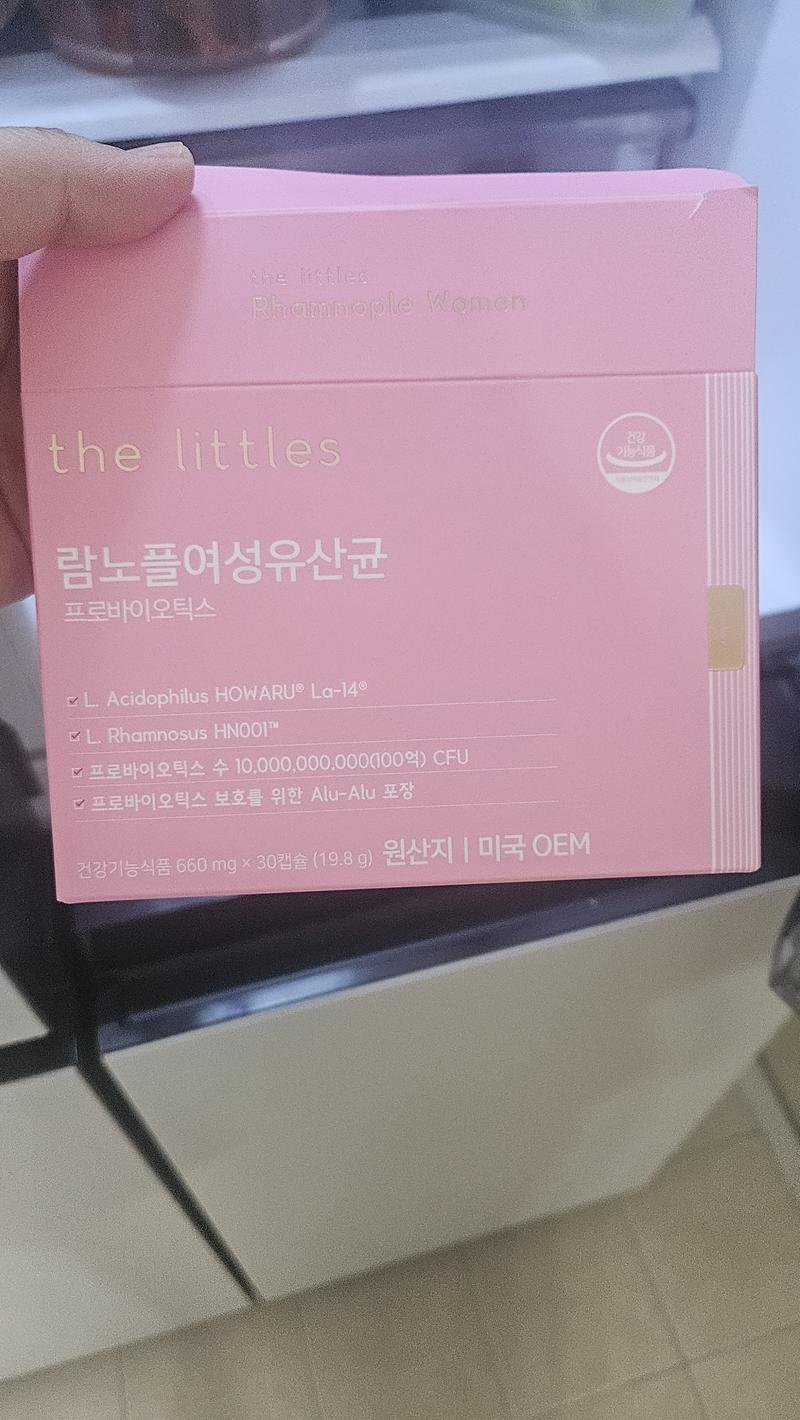 the littles
Rhamnople Women
the littles
건강
기능식품
람노플여성유산균
프로바이오틱스
L. Acidophilus HOWARU® La-14®
L. Rhamnosus HN001™
프로바이오틱스 수 10,000,000,000(100억) CFU
프로바이오틱스 보호를 위한 Alu-Alu 포장
건강기능식품 660 mg × 30캡슐 (19.8 g) 원산지 | 미국 OEM